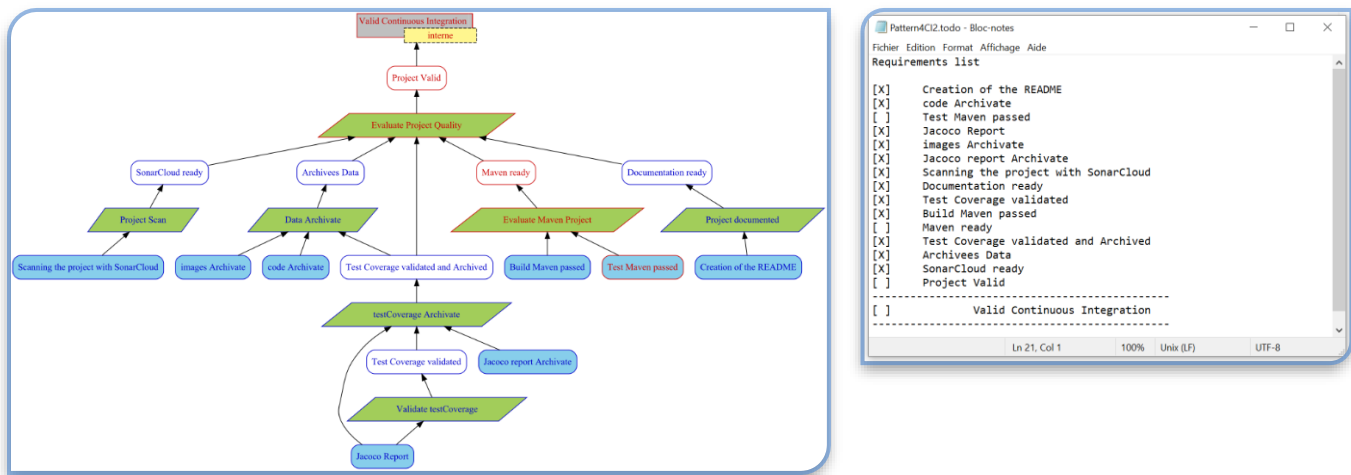 Valid Continuous Integration
interne
Project Valid
Evaluate Project Quality
SonarCloud ready
Archivees Data
Maven ready
Documentation ready
Project Scan
Data Archivate
Evaluate Maven Project
Project documented
Scanning the project with SonarCloud
images Archivate
code Archivate
Test Coverage validated and Archived
Build Maven passed
Test Maven passed
Creation of the README
testCoverage Archivate
Test Coverage validated
Jacoco report Archivate
Validate testCoverage
Jacoco Report
Pattern4CI2.todo - Bloc-notes
Fichier Edition Format Affichage Aide
Requirements list
[X] Creation of the README
[X] code Archivate
[ ] Test Maven passed
[X] Jacoco Report
[X] images Archivate
[X] Jacoco report Archivate
[X] Scanning the project with SonarCloud
[X] Documentation ready
[X] Test Coverage validated
[X] Build Maven passed
[ ] Maven ready
[X] Test Coverage validated and Archived
[X] Archivees Data
[X] SonarCloud ready
[ ] Project Valid
-----------------------------------------------
[ ] Valid Continuous Integration
-----------------------------------------------
Ln 21, Col 1 100% Unix (LF) UTF-8